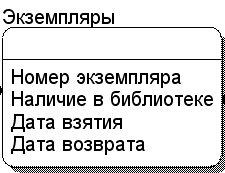 Экземпляры
Номер экземпляра
Наличие в библиотеке
Дата взятия
Дата возврата